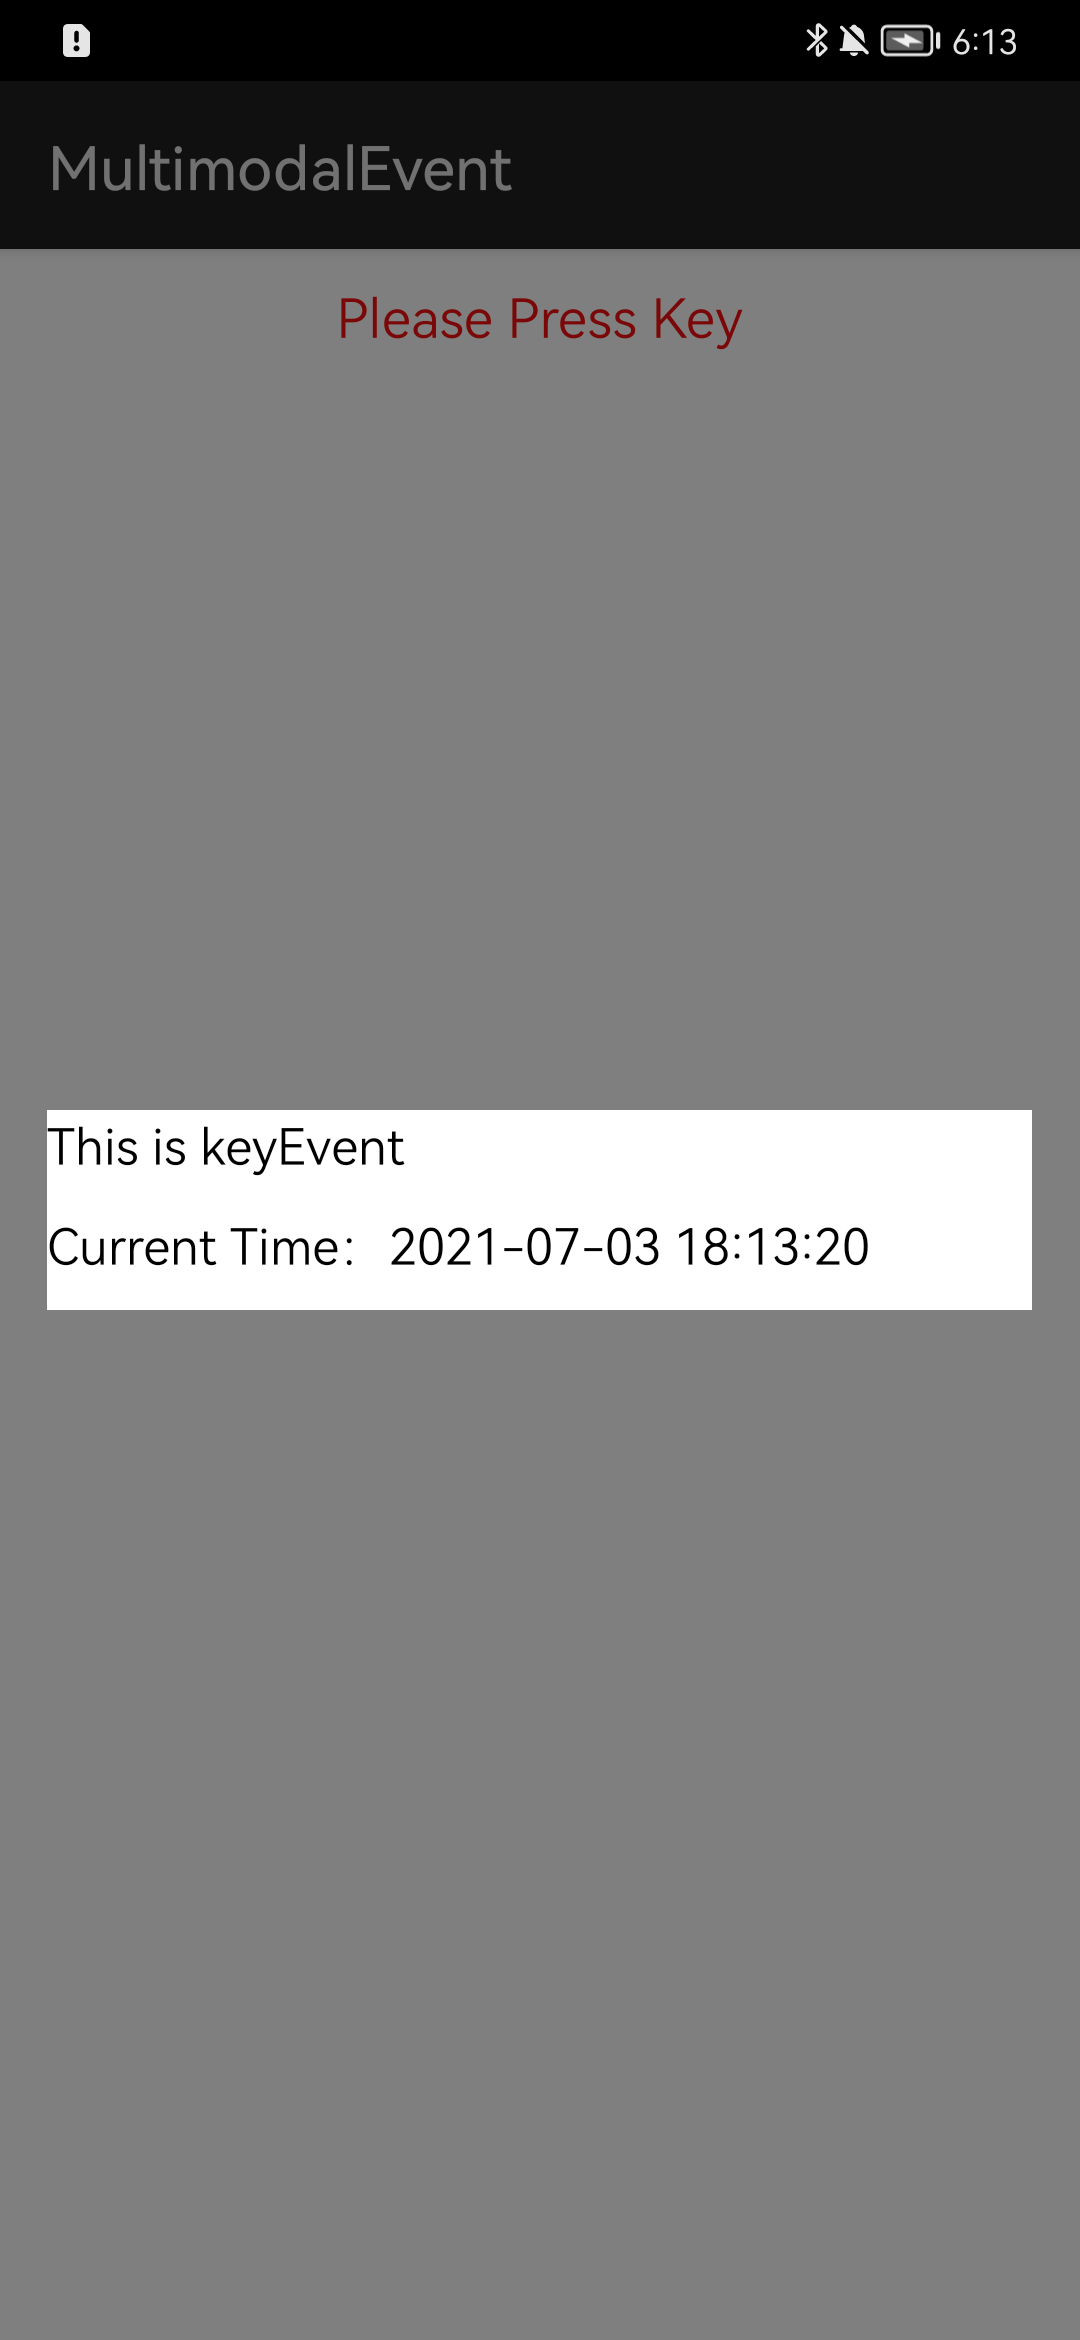 6:13
MultimodalEvent
Please Press Key
This is keyEvent
Current Time： 2021-07-03 18:13:20